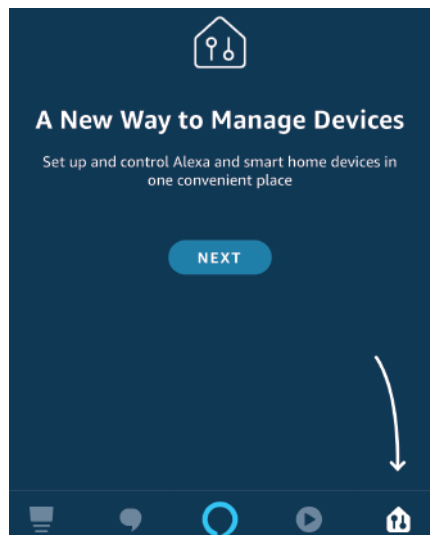 A New Way to Manage Devices
Set up and control Alexa and smart home devices in
one convenient place
NEXT